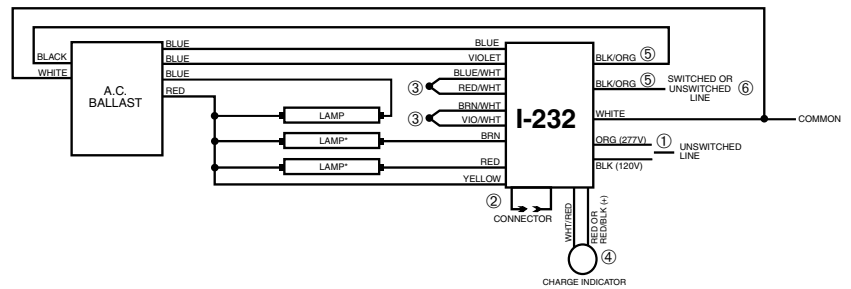 BLACK
WHITE
A.C.
BALLAST
BLUE
BLUE
BLUE
RED
LAMP
LAMP*
LAMP*
BLUE
VIOLET
BLUE/WHT
③
RED/WHT
BRN/WHT
③
VIO/WHT
BRN
RED
YELLOW
I-232
BLK/ORG ⑤
BLK/ORG ⑤
SWITCHED OR
UNSWITCHED
LINE
⑥
WHITE
COMMON
ORG (277V)
①
UNSWITCHED
LINE
BLK (120V)
②
CONNECTOR
WHT/RED
RED OR
RED/BLK (+)
④
CHARGE INDICATOR